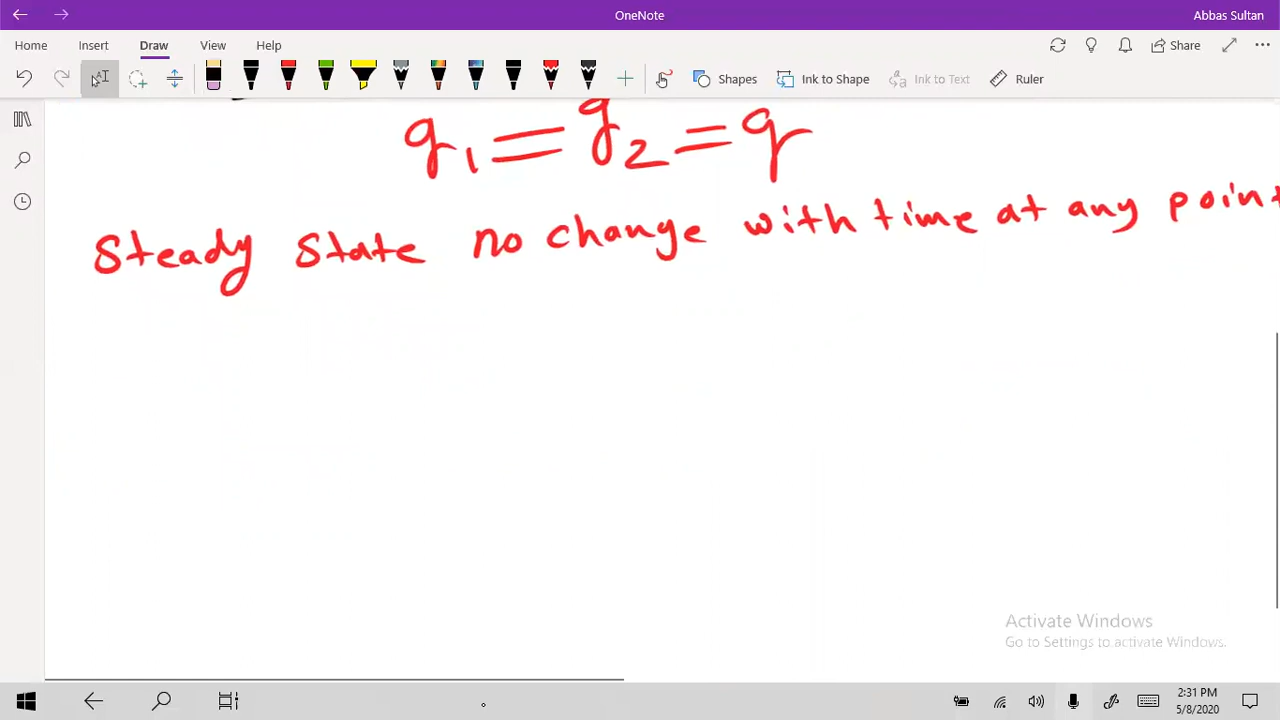 OneNote
Abbas Sultan
Home Insert Draw View Help Share
Shapes Ink to Shape Ink to Text Ruler
q1 = q2 = q
Steady State no change with time at any point
Activate Windows
Go to Settings to activate Windows.
2:31 PM
5/8/2020